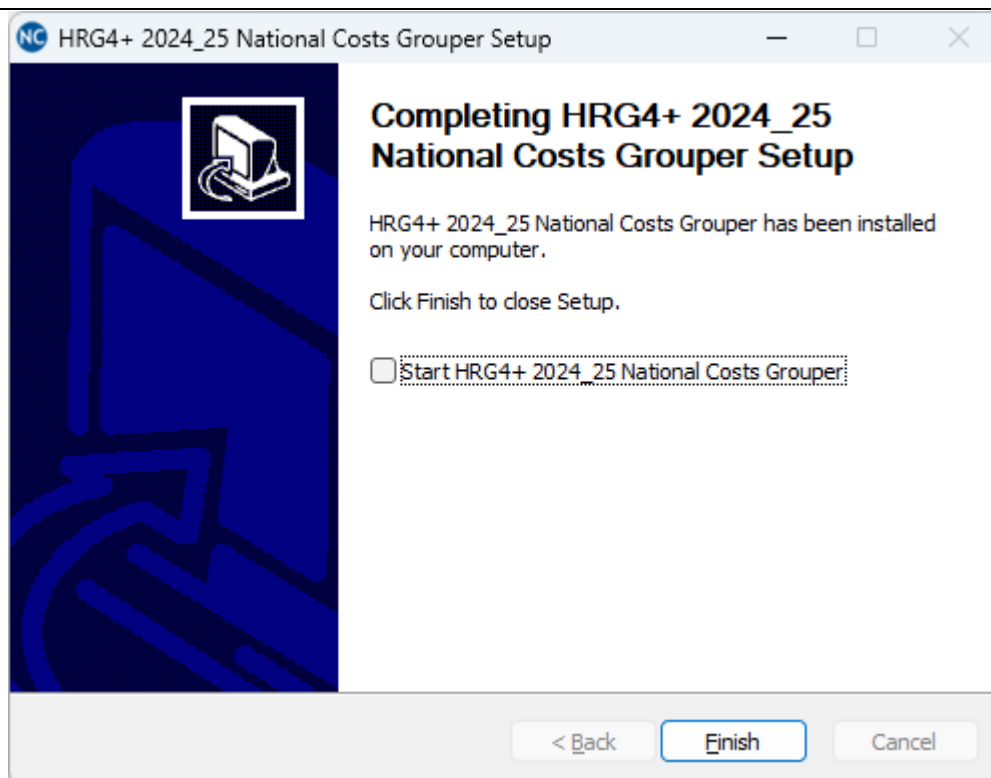 NC HRG4+ 2024_25 National Costs Grouper Setup
Completing HRG4+ 2024_25
National Costs Grouper Setup
HRG4+ 2024_25 National Costs Grouper has been installed
on your computer.
Click Finish to close Setup.
Start HRG4+ 2024_25 National Costs Grouper
< Back Finish Cancel